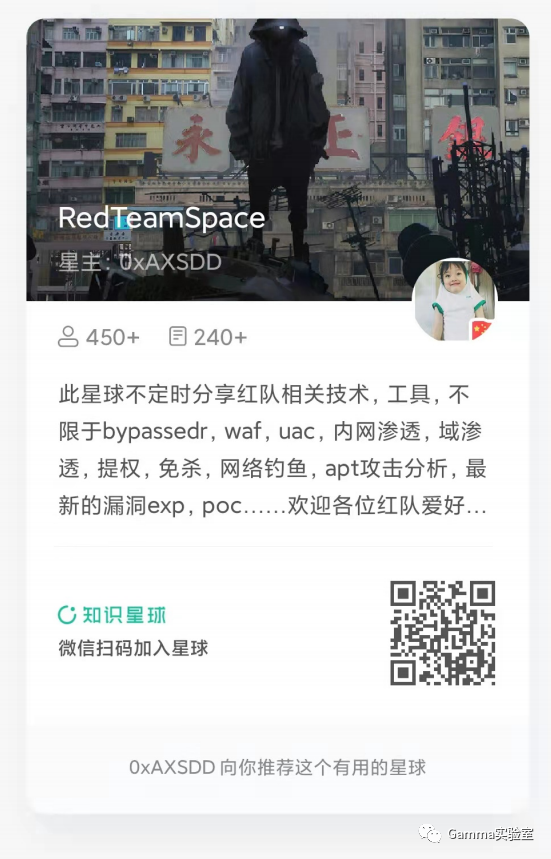 永
RedTeamSpace
星主：0xAXSDD
450+ 240+
此星球不定时分享红队相关技术，工具，不
限于bypassedr，waf，uac，内网渗透，域渗
透，提权，免杀，网络钓鱼，apt攻击分析，最
新的漏洞exp，poc……欢迎各位红队爱好…
知识星球
微信扫码加入星球
0xAXSDD 向你推荐这个有用的星球
Gamma实验室